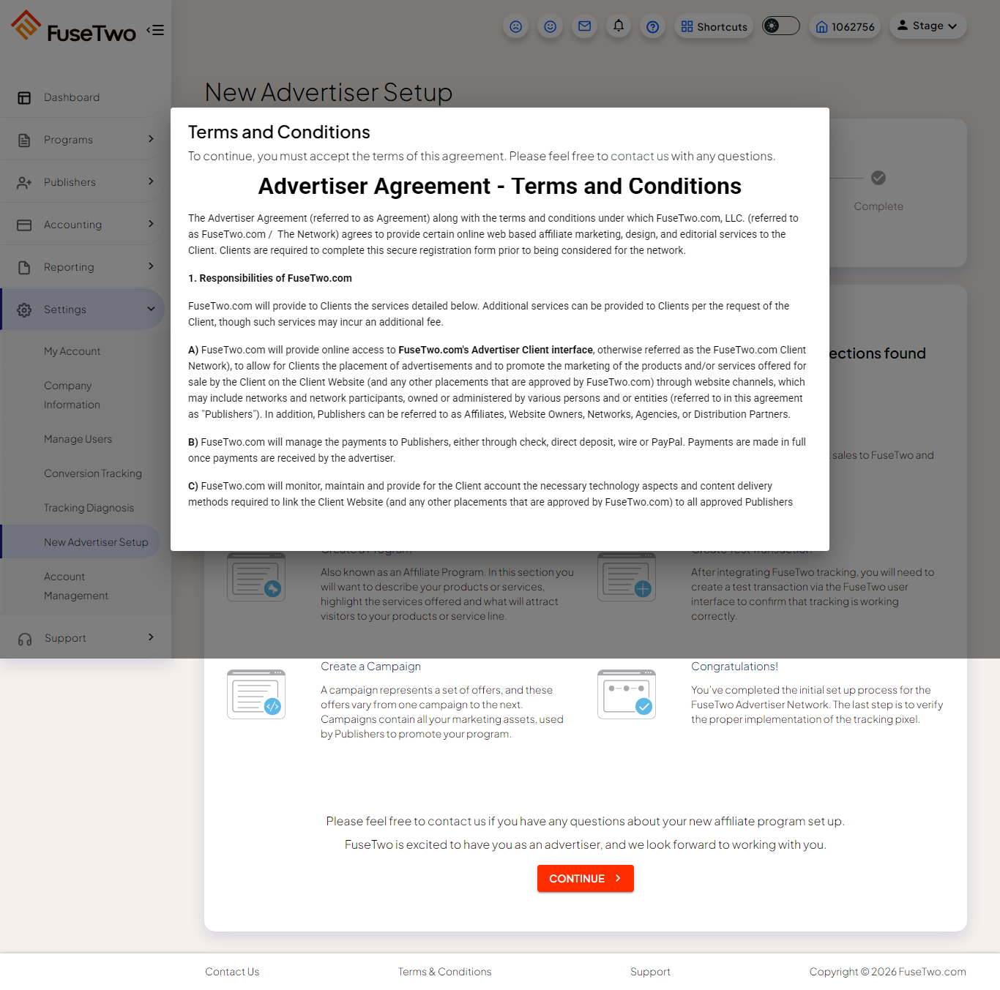 FuseTwo
Shortcuts
1062756
Stage
Dashboard
Programs
Publishers
Accounting
Reporting
Settings
My Account
Company
Information
Manage Users
Conversion Tracking
Tracking Diagnosis
New Advertiser Setup
Account
Management
Support
New Advertiser Setup
Complete
ections found
sales to FuseTwo and
Terms and Conditions
To continue, you must accept the terms of this agreement. Please feel free to contact us with any questions.
Advertiser Agreement - Terms and Conditions
The Advertiser Agreement (referred to as Agreement) along with the terms and conditions under which FuseTwo.com, LLC. (referred to
as FuseTwo.com / The Network) agrees to provide certain online web based affiliate marketing, design, and editorial services to the
Client. Clients are required to complete this secure registration form prior to being considered for the network.
1. Responsibilities of FuseTwo.com
FuseTwo.com will provide to Clients the services detailed below. Additional services can be provided to Clients per the request of the
Client, though such services may incur an additional fee.
A) FuseTwo.com will provide online access to FuseTwo.com's Advertiser Client interface, otherwise referred as the FuseTwo.com Client
Network), to allow for Clients the placement of advertisements and to promote the marketing of the products and/or services offered for
sale by the Client on the Client Website (and any other placements that are approved by FuseTwo.com) through website channels, which
may include networks and network participants, owned or administered by various persons and or entities (referred to in this agreement
as "Publishers"). In addition, Publishers can be referred to as Affiliates, Website Owners, Networks, Agencies, or Distribution Partners.
B) FuseTwo.com will manage the payments to Publishers, either through check, direct deposit, wire or PayPal. Payments are made in full
once payments are received by the advertiser.
C) FuseTwo.com will monitor, maintain and provide for the Client account the necessary technology aspects and content delivery
methods required to link the Client Website (and any other placements that are approved by FuseTwo.com) to all approved Publishers
Create a Program
Also known as an Affiliate Program. In this section you
will want to describe your products or services,
highlight the services offered and what will attract
visitors to your products or service line.
Create Test Transaction
After integrating FuseTwo tracking, you will need to
create a test transaction via the FuseTwo user
interface to confirm that tracking is working
correctly.
Create a Campaign
A campaign represents a set of offers, and these
offers vary from one campaign to the next.
Campaigns contain all your marketing assets, used
by Publishers to promote your program.
Congratulations!
You've completed the initial set up process for the
FuseTwo Advertiser Network. The last step is to verify
the proper implementation of the tracking pixel.
Please feel free to contact us if you have any questions about your new affiliate program set up.
FuseTwo is excited to have you as an advertiser, and we look forward to working with you.
CONTINUE
Contact Us
Terms & Conditions
Support
Copyright © 2026 FuseTwo.com